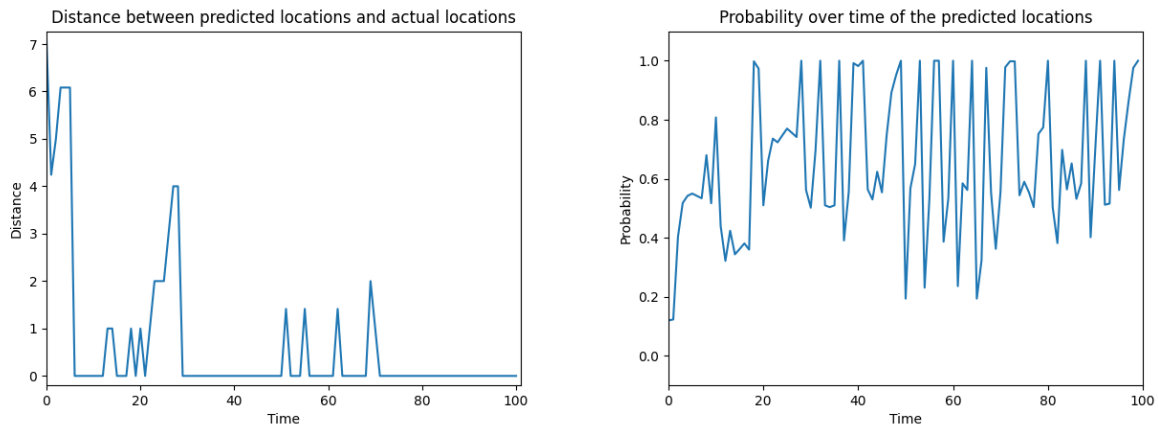 Distance between predicted locations and actual locations
7
6
5
4
3
2
1
0
Distance
0 20 40 60 80 100
Time
Probability over time of the predicted locations
1.0
0.8
0.6
0.4
0.2
0.0
Probability
0 20 40 60 80 100
Time